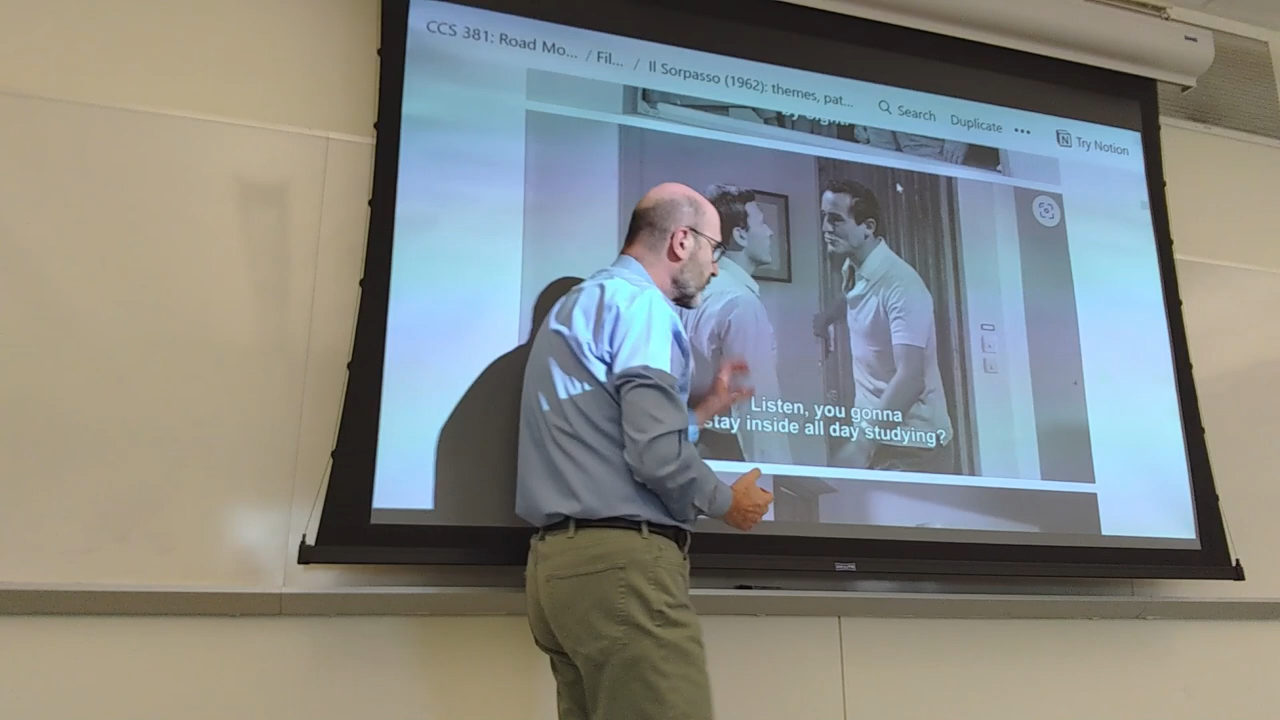 CCS 381: Road Mo... / Fil... / Il Sorpasso (1962): themes, pat... Search Duplicate ••• Try Notion
Listen, you gonna
stay inside all day studying?